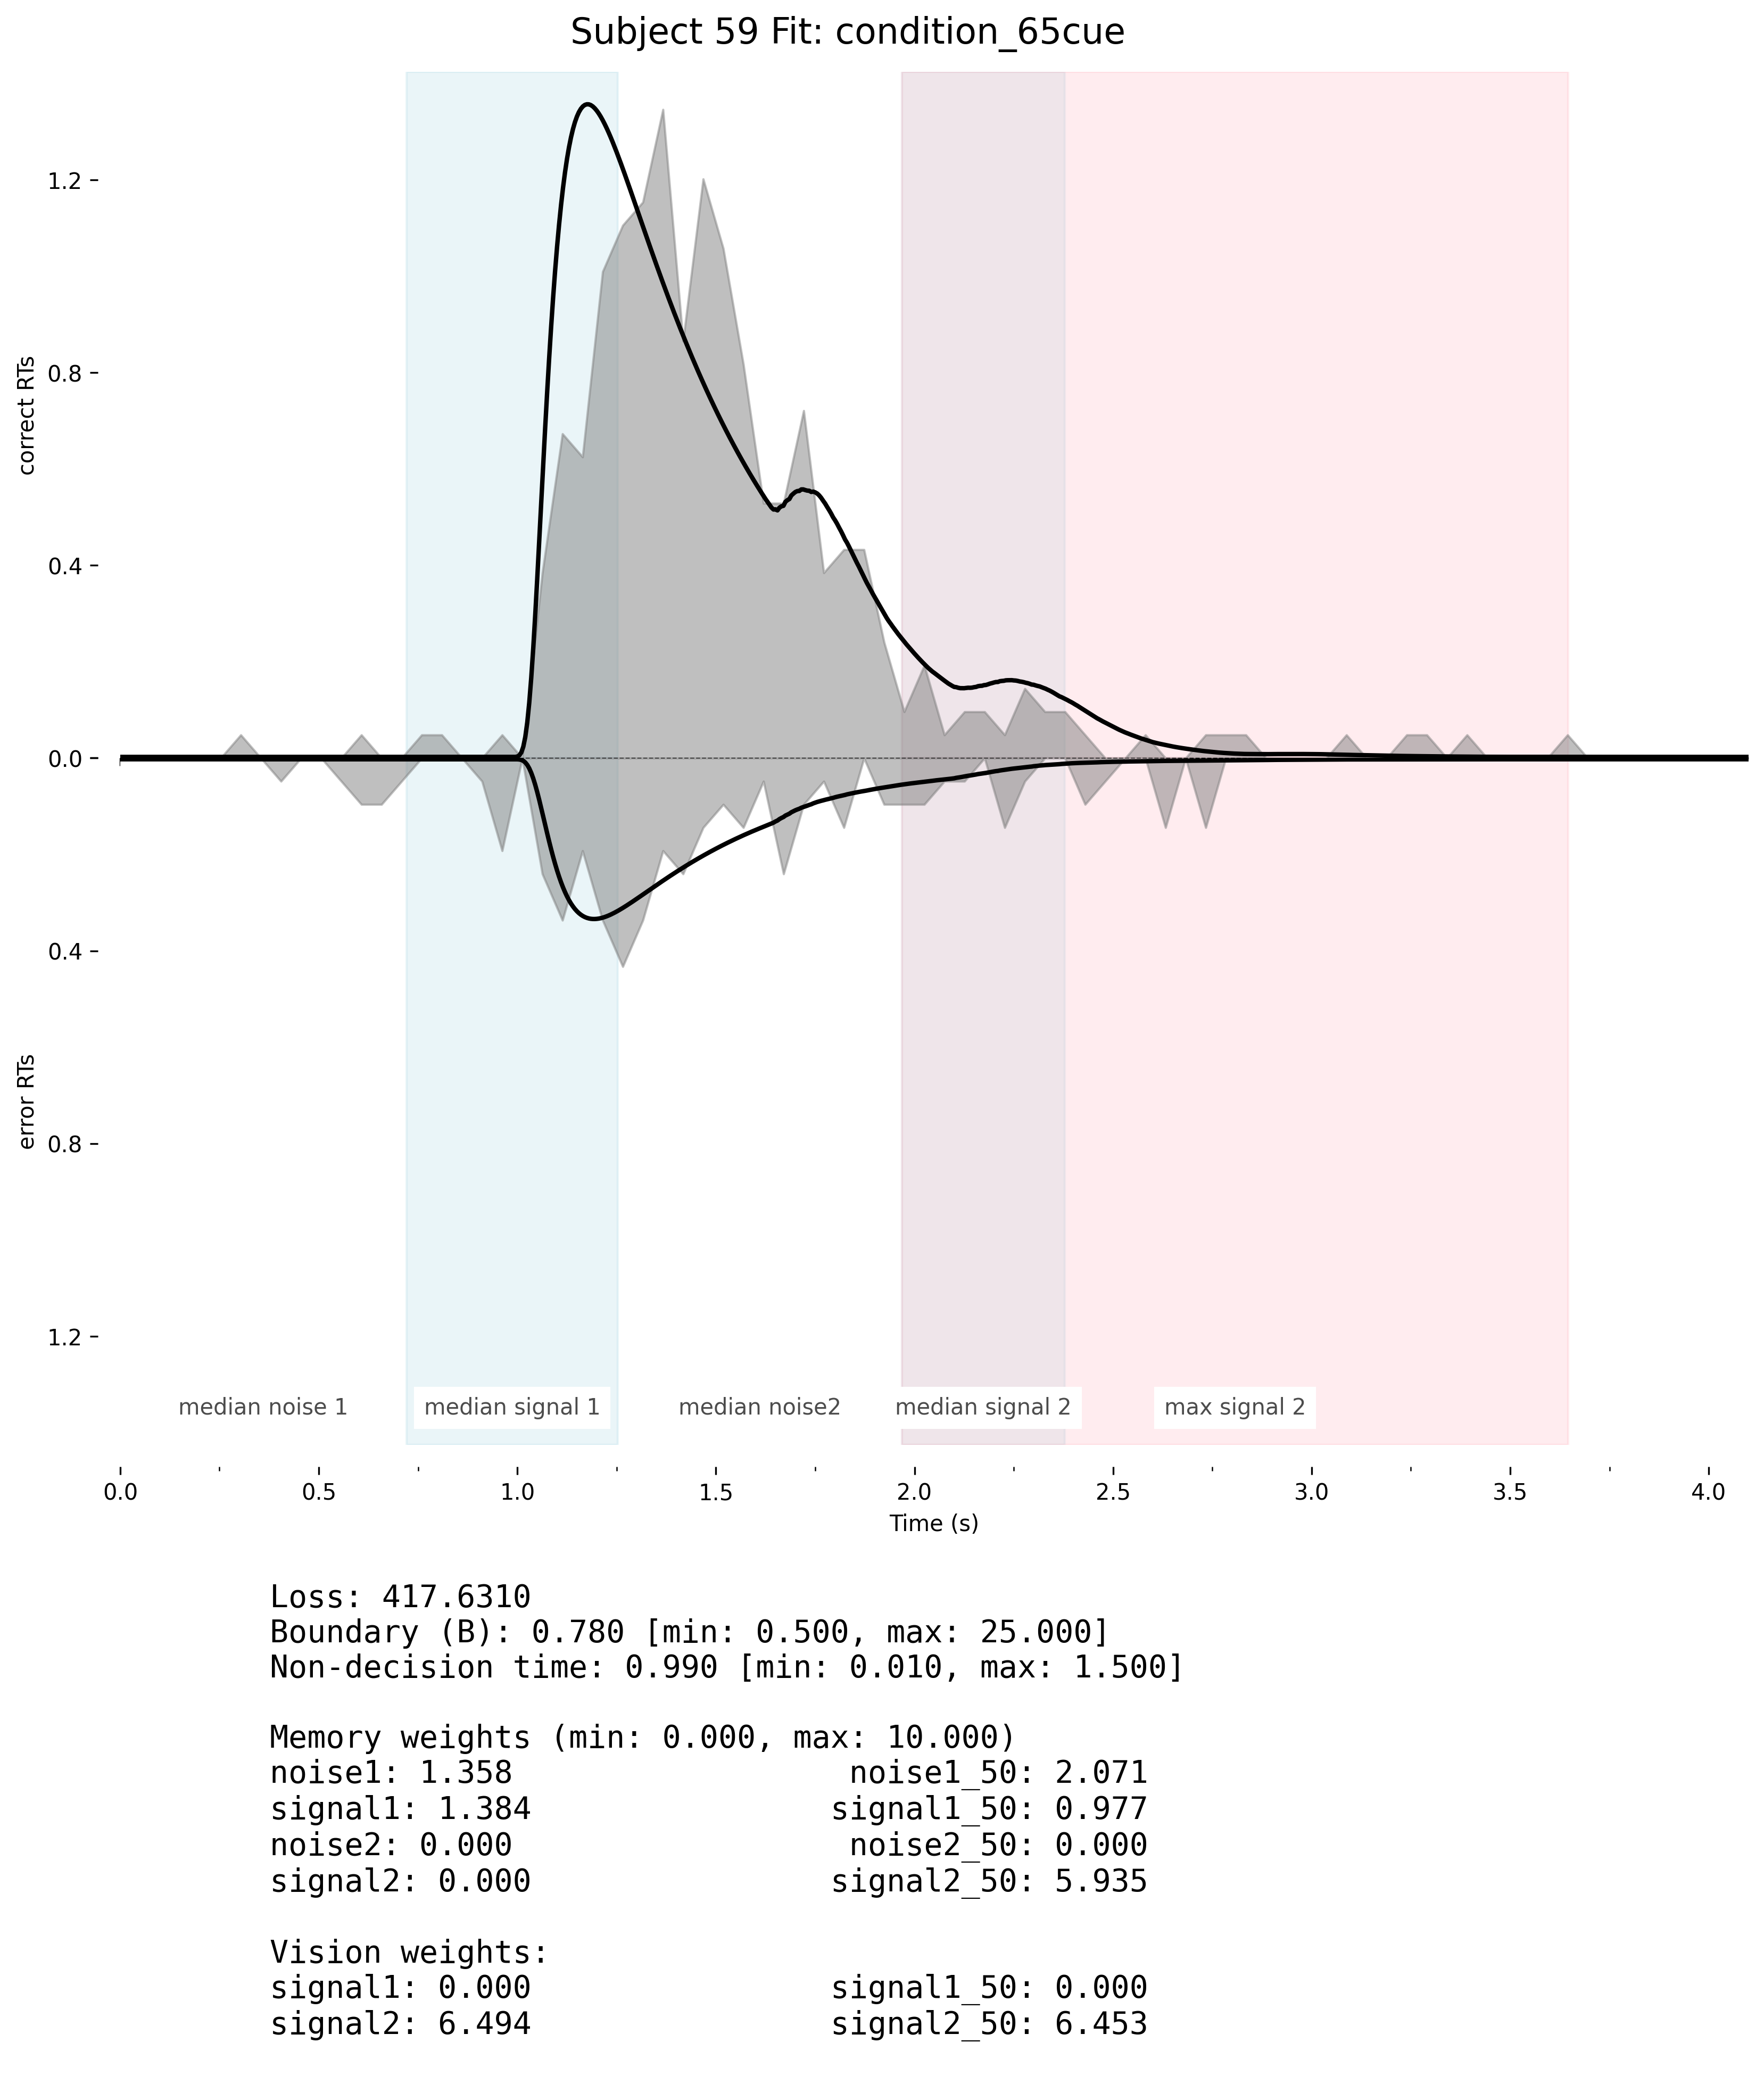 Subject 59 Fit: condition_65cue
correct RTs
error RTs
1.2
0.8
0.4
0.0
0.4
0.8
1.2
median noise 1
median signal 1
median noise2
median signal 2
max signal 2
0.0 0.5 1.0 1.5 2.0 2.5 3.0 3.5 4.0
Time (s)
Loss: 417.6310
Boundary (B): 0.780 [min: 0.500, max: 25.000]
Non-decision time: 0.990 [min: 0.010, max: 1.500]
Memory weights (min: 0.000, max: 10.000)
noise1: 1.358 noise1_50: 2.071
signal1: 1.384 signal1_50: 0.977
noise2: 0.000 noise2_50: 0.000
signal2: 0.000 signal2_50: 5.935
Vision weights:
signal1: 0.000 signal1_50: 0.000
signal2: 6.494 signal2_50: 6.453